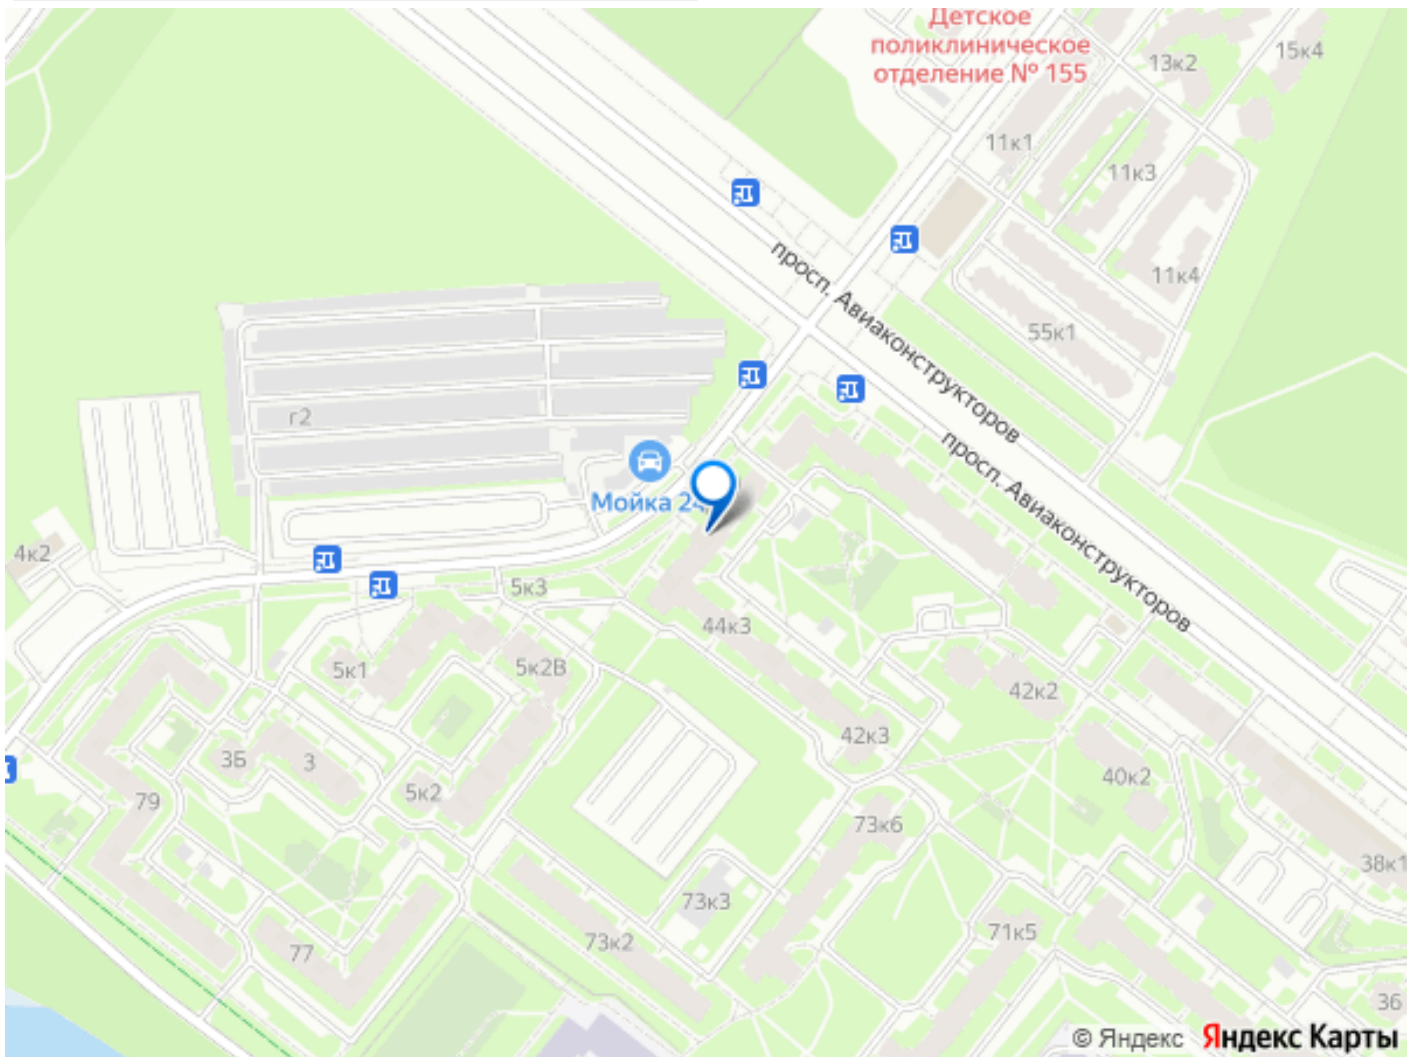 Детское
поликлиническое
отделение № 155
13к2
15к4
11к1
11к3
11к4
55к1
просп. Авиаконструкторов
просп. Авиаконструкторов
г2
Мойка 24
4к2
5к3
44к3
5к1
5к2В
42к2
42к3
3Б
3
40к2
79
5к2
73к6
38к1
73к3
77
73к2
71к5
36
© Яндекс Яндекс Карты